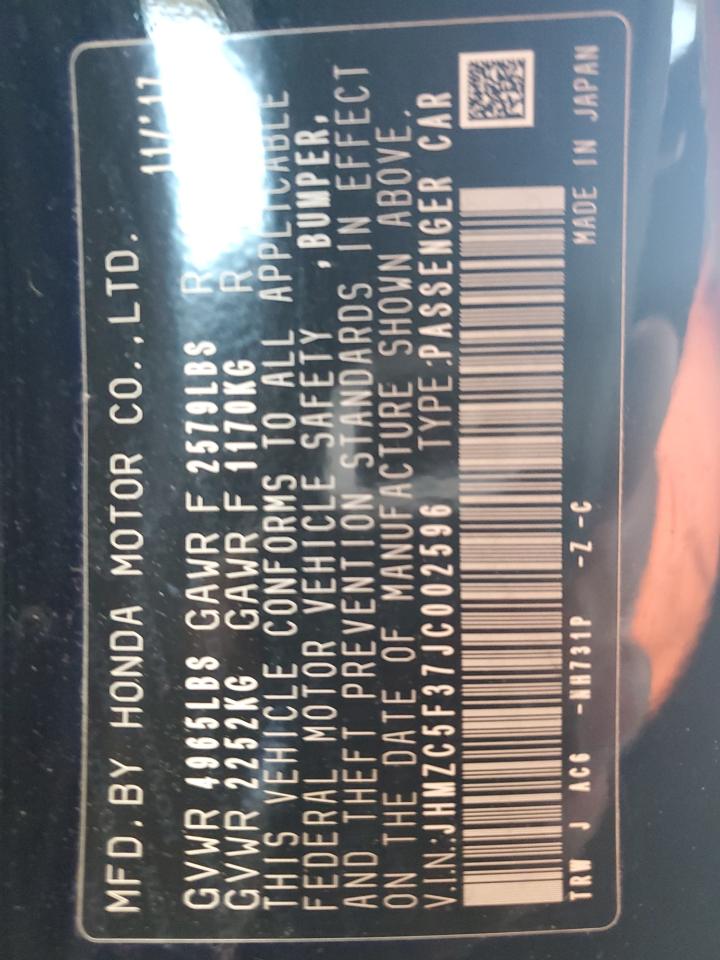 MFD.BY HONDA MOTOR CO.,LTD. 11/'17
GVWR 4965LBS GAWR F 2579LBS R
GVWR 2252KG GAWR F 1170KG R
THIS VEHICLE CONFORMS TO ALL APPLICABLE
FEDERAL MOTOR VEHICLE SAFETY ,BUMPER,
AND THEFT PREVENTION STANDARDS IN EFFECT
ON THE DATE OF MANUFACTURE SHOWN ABOVE.
V.I.N.:JHMZC5F37JC002596 TYPE:PASSENGER CAR
TRW J AC6 -NH731P -Z -C MADE IN JAPAN